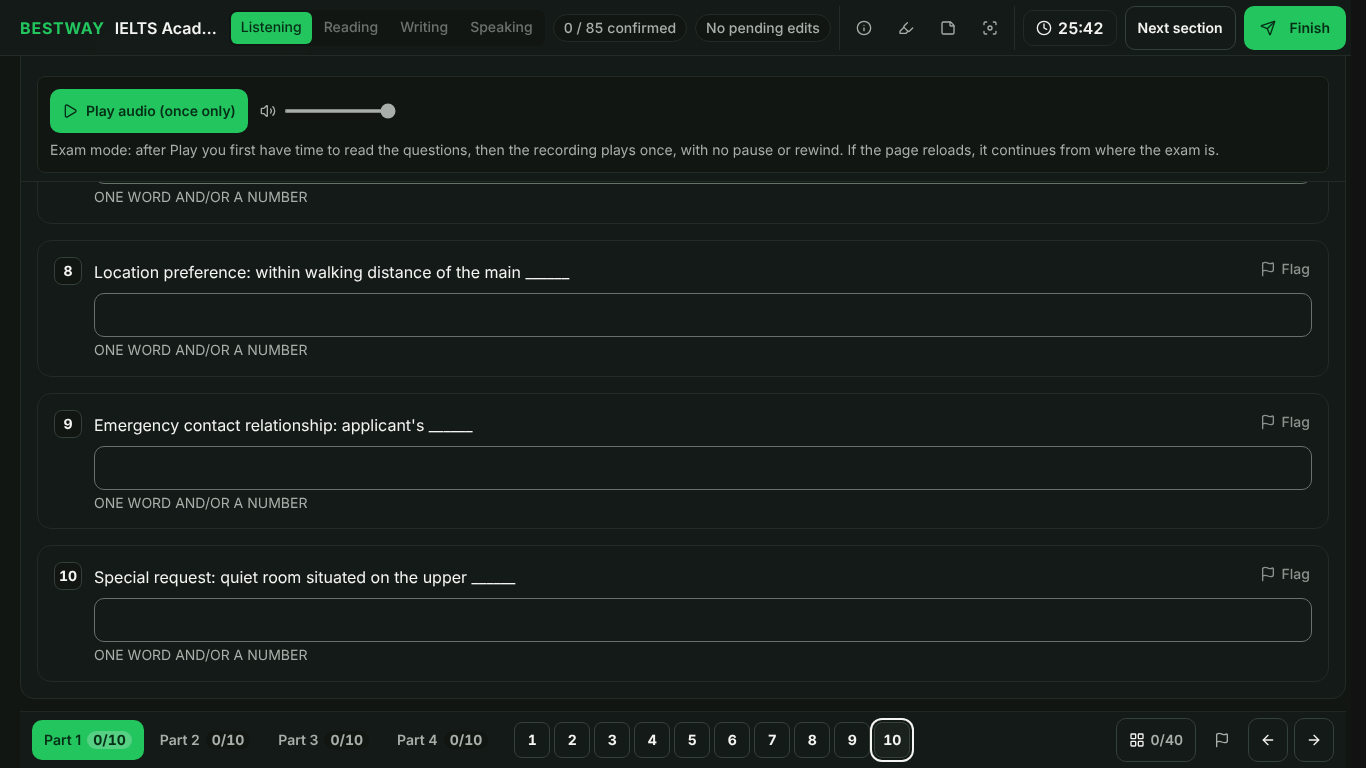 BESTWAY IELTS Acad... Listening Reading Writing Speaking 0 / 85 confirmed No pending edits 25:42 Next section Finish
Play audio (once only)
Exam mode: after Play you first have time to read the questions, then the recording plays once, with no pause or rewind. If the page reloads, it continues from where the exam is.
ONE WORD AND/OR A NUMBER
8 Location preference: within walking distance of the main ______ Flag
ONE WORD AND/OR A NUMBER
9 Emergency contact relationship: applicant's ______ Flag
ONE WORD AND/OR A NUMBER
10 Special request: quiet room situated on the upper ______ Flag
ONE WORD AND/OR A NUMBER
Part 1 0/10 Part 2 0/10 Part 3 0/10 Part 4 0/10 1 2 3 4 5 6 7 8 9 10 0/40